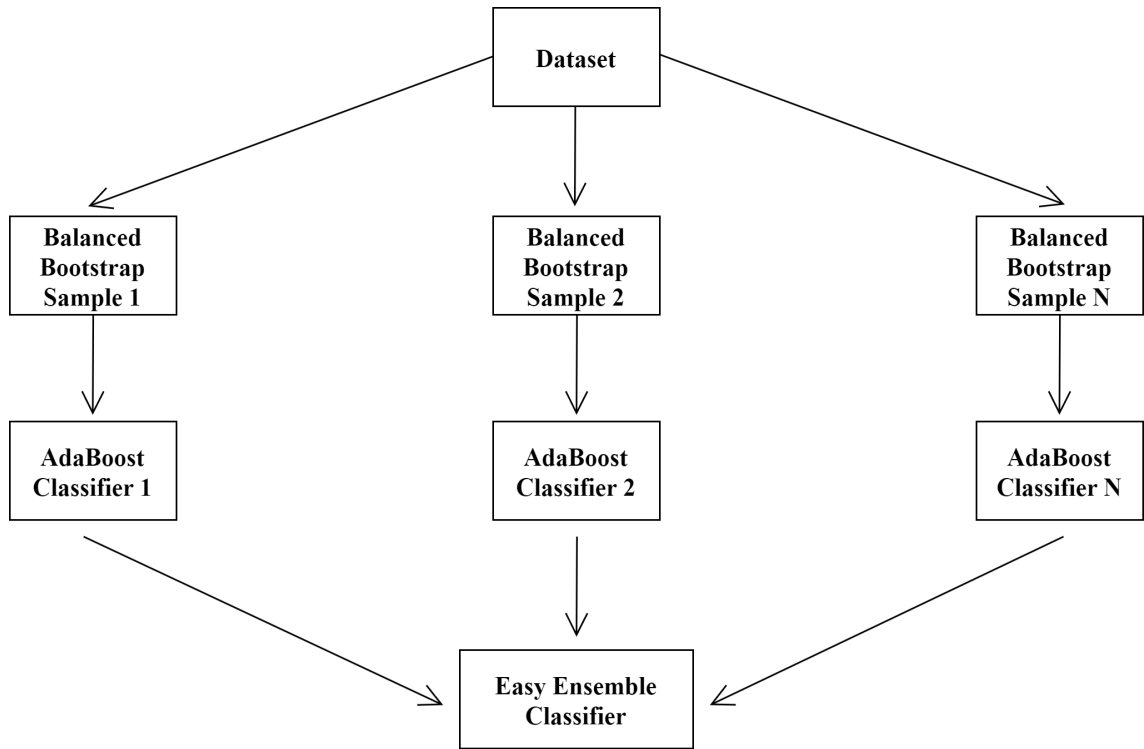 Dataset
Balanced
Bootstrap
Sample 1
Balanced
Bootstrap
Sample 2
Balanced
Bootstrap
Sample N
AdaBoost
Classifier 1
AdaBoost
Classifier 2
AdaBoost
Classifier N
Easy Ensemble
Classifier